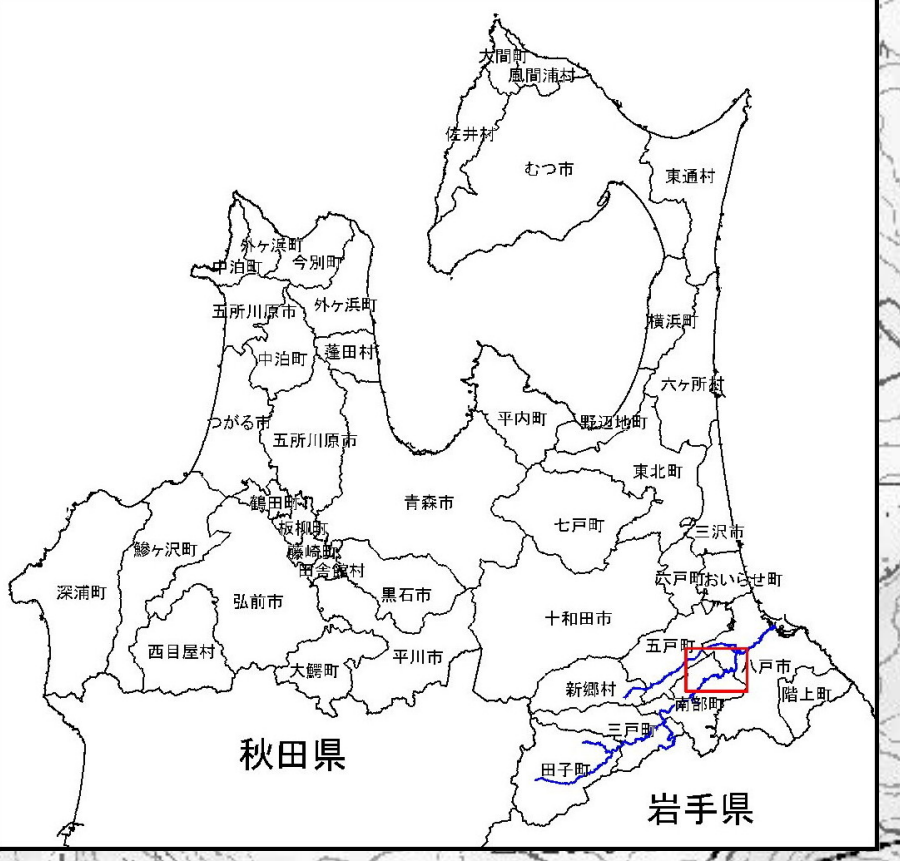 大間町
風間浦村
佐井村
むつ市
東通村
外ヶ浜町
中泊町
今別町
五所川原市
外ヶ浜町
横浜町
中泊町
蓬田村
六ヶ所村
つがる市
五所川原市
平内町
野辺地町
東北町
鶴田町
青森市
板柳町
七戸町
三沢市
鰺ヶ沢町
藤崎町
田舎館村
六戸町
おいらせ町
深浦町
弘前市
黒石市
十和田市
西目屋村
大鰐町
平川市
五戸町
八戸市
新郷村
南部町
階上町
三戸町
田子町
秋田県
岩手県